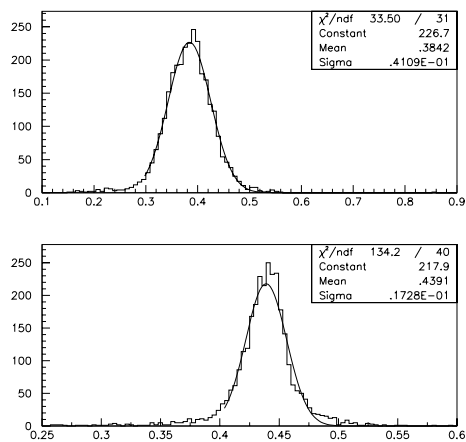 χ²/ndf 33.50 / 31
Constant 226.7
Mean .3842
Sigma .4109E-01
250
200
150
100
50
0
0.1 0.2 0.3 0.4 0.5 0.6 0.7 0.8 0.9
χ²/ndf 134.2 / 40
Constant 217.9
Mean .4391
Sigma .1728E-01
250
200
150
100
50
0
0.25 0.3 0.35 0.4 0.45 0.5 0.55 0.6